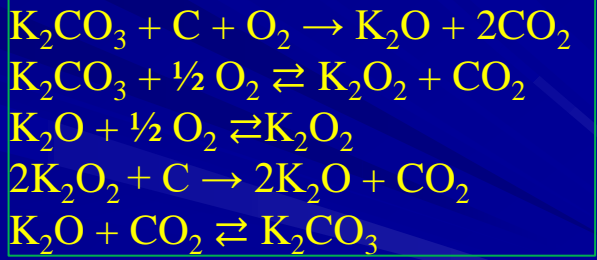 K₂CO₃ + C + O₂ → K₂O + 2CO₂
K₂CO₃ + ½ O₂ ⇄ K₂O₂ + CO₂
K₂O + ½ O₂ ⇄K₂O₂
2K₂O₂ + C → 2K₂O + CO₂
K₂O + CO₂ ⇄ K₂CO₃